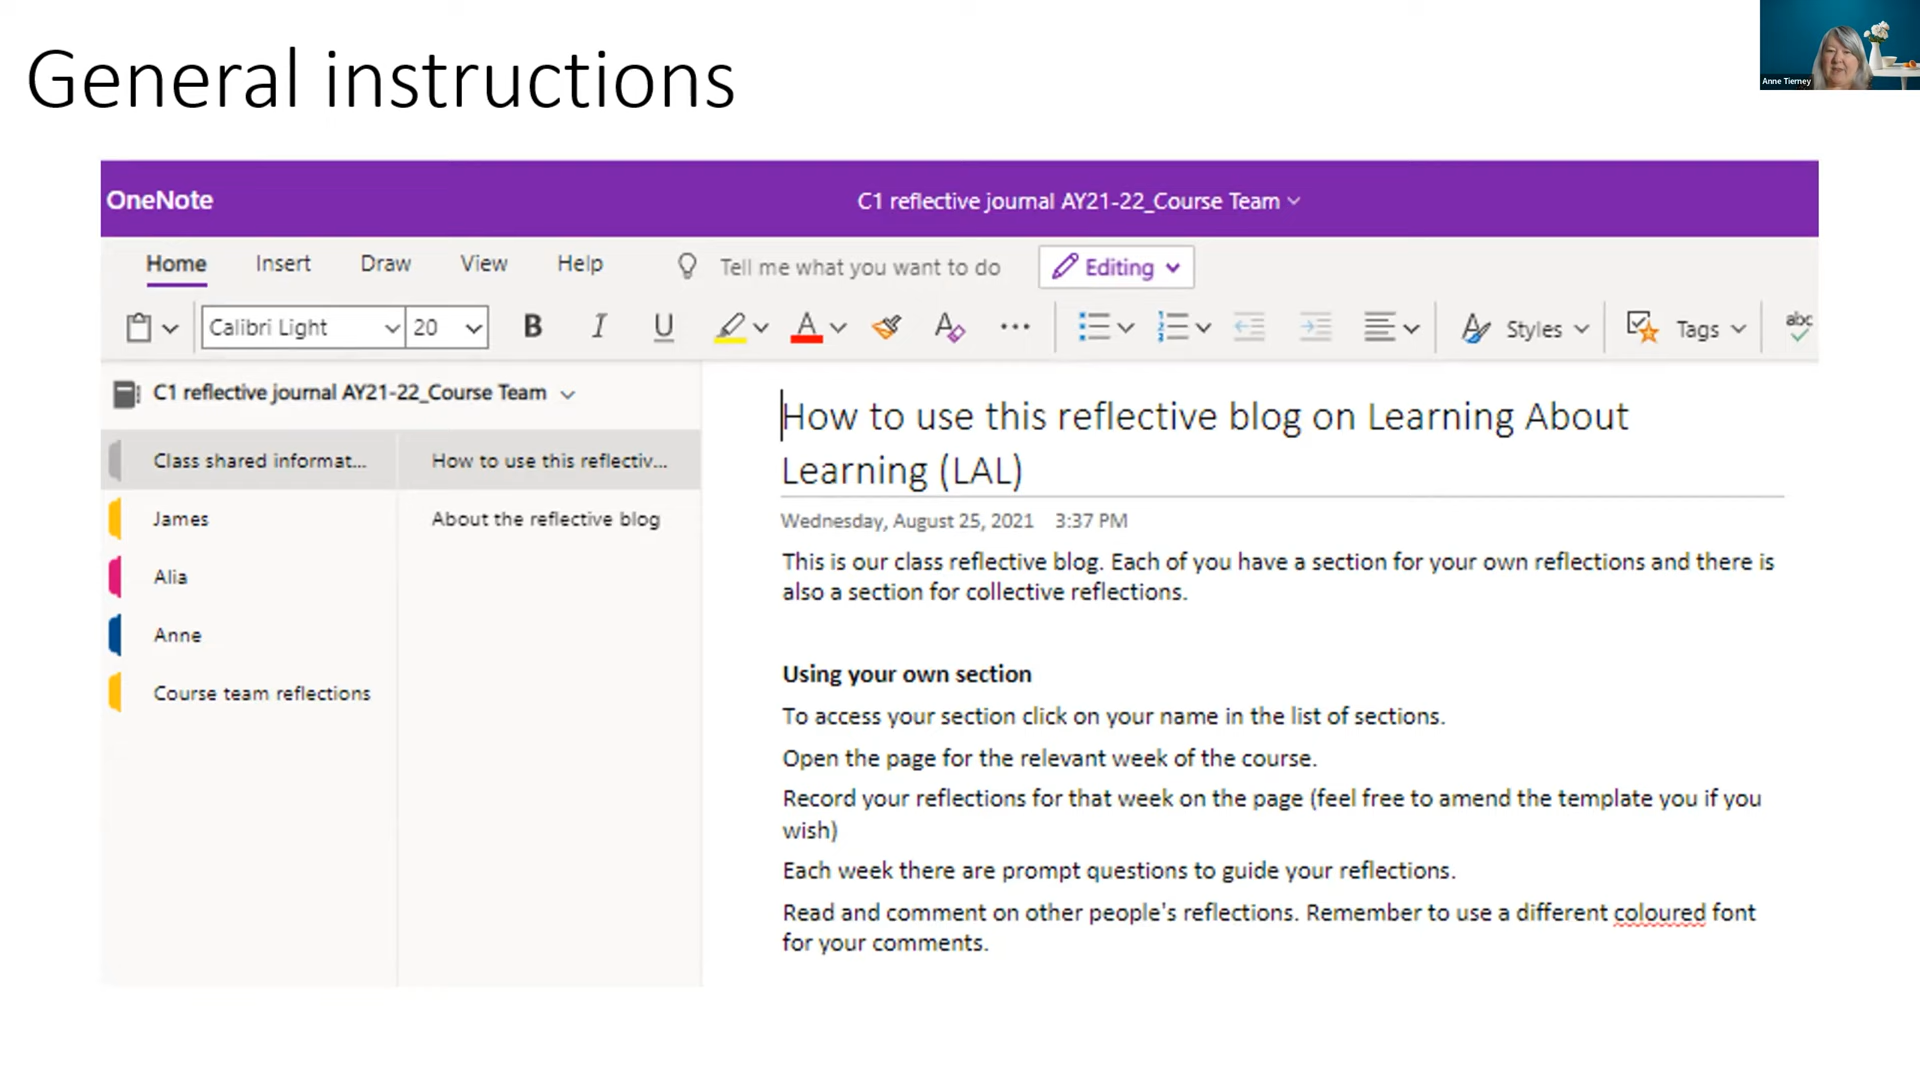 General instructions
Anne Tierney
OneNote
C1 reflective journal AY21-22_Course Team
Home Insert Draw View Help Tell me what you want to do Editing
Calibri Light 20 B I U A A Styles Tags abc
C1 reflective journal AY21-22_Course Team
Class shared informat...
James
Alia
Anne
Course team reflections
How to use this reflectiv...
About the reflective blog
How to use this reflective blog on Learning About
Learning (LAL)
Wednesday, August 25, 2021 3:37 PM
This is our class reflective blog. Each of you have a section for your own reflections and there is
also a section for collective reflections.
Using your own section
To access your section click on your name in the list of sections.
Open the page for the relevant week of the course.
Record your reflections for that week on the page (feel free to amend the template you if you
wish)
Each week there are prompt questions to guide your reflections.
Read and comment on other people's reflections. Remember to use a different coloured font
for your comments.